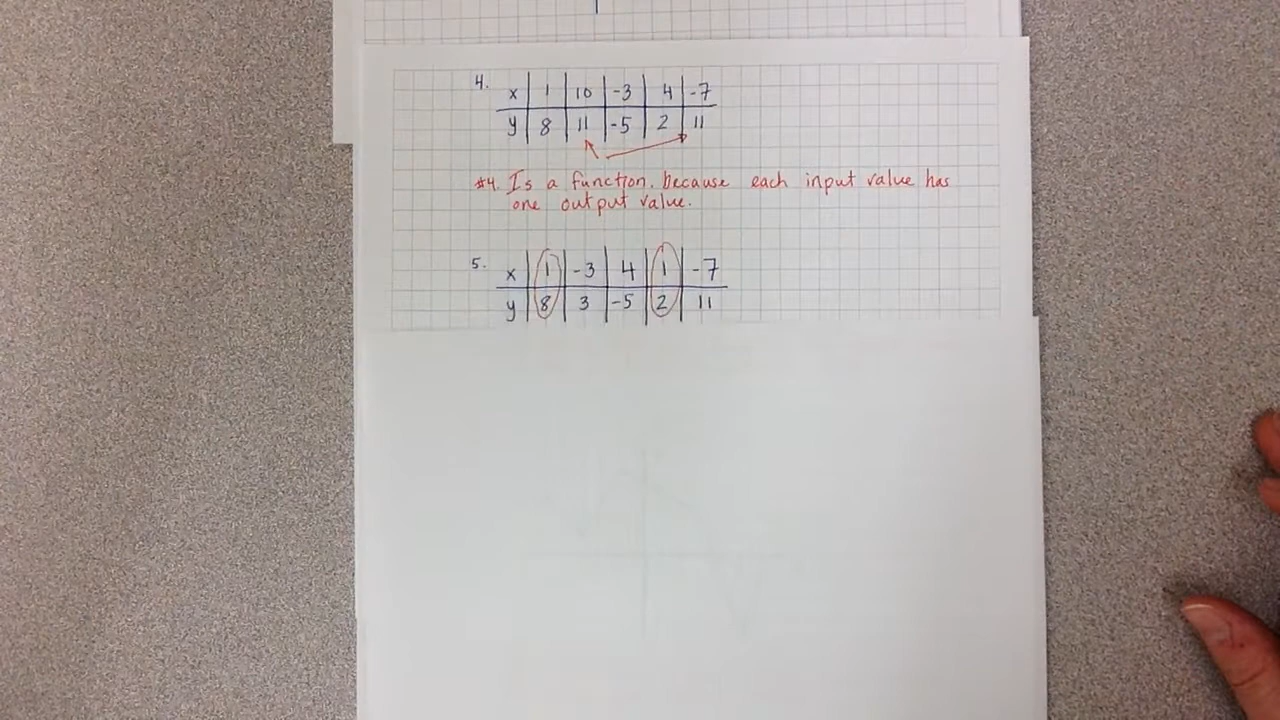 4. x 1 10 -3 4 -7
y 8 11 -5 2 11
#4. Is a function. because each input value has
one output value.
5. x 1 -3 4 1 -7
y 8 3 -5 2 11